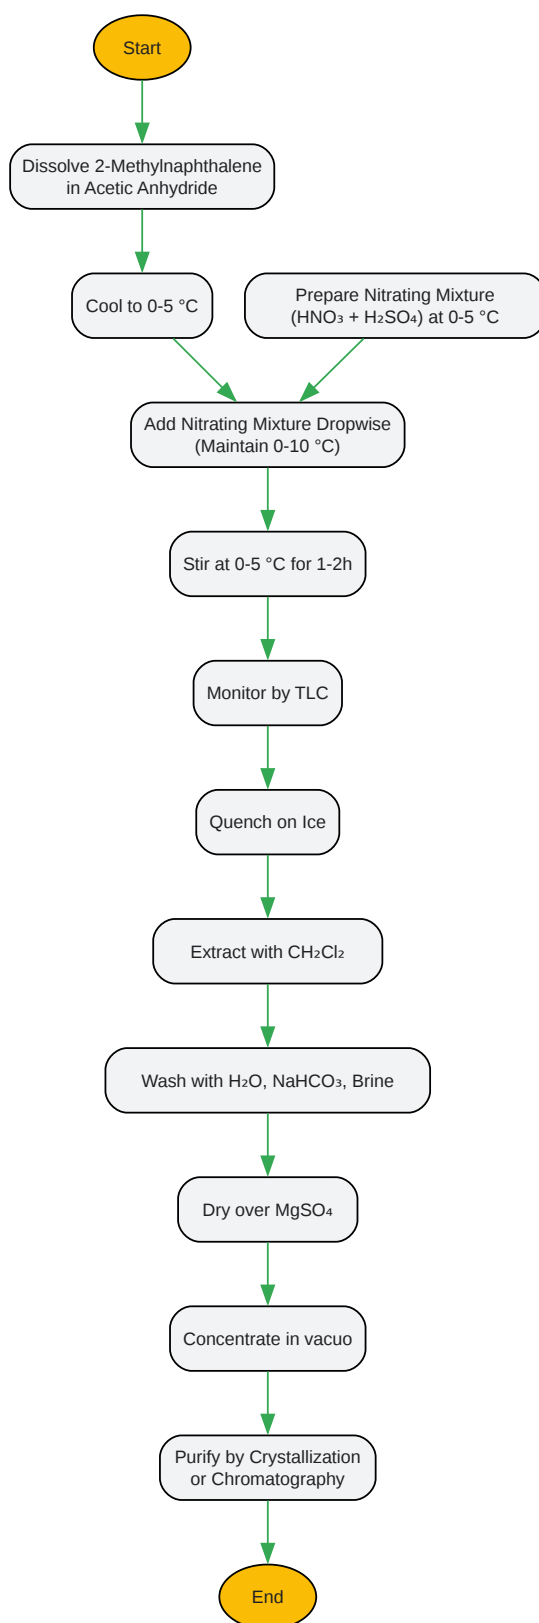 Start
Dissolve 2-Methylnaphthalene
in Acetic Anhydride
Cool to 0-5 °C
Prepare Nitrating Mixture
(HNO₃ + H₂SO₄) at 0-5 °C
Add Nitrating Mixture Dropwise
(Maintain 0-10 °C)
Stir at 0-5 °C for 1-2h
Monitor by TLC
Quench on Ice
Extract with CH₂Cl₂
Wash with H₂O, NaHCO₃, Brine
Dry over MgSO₄
Concentrate in vacuo
Purify by Crystallization
or Chromatography
End